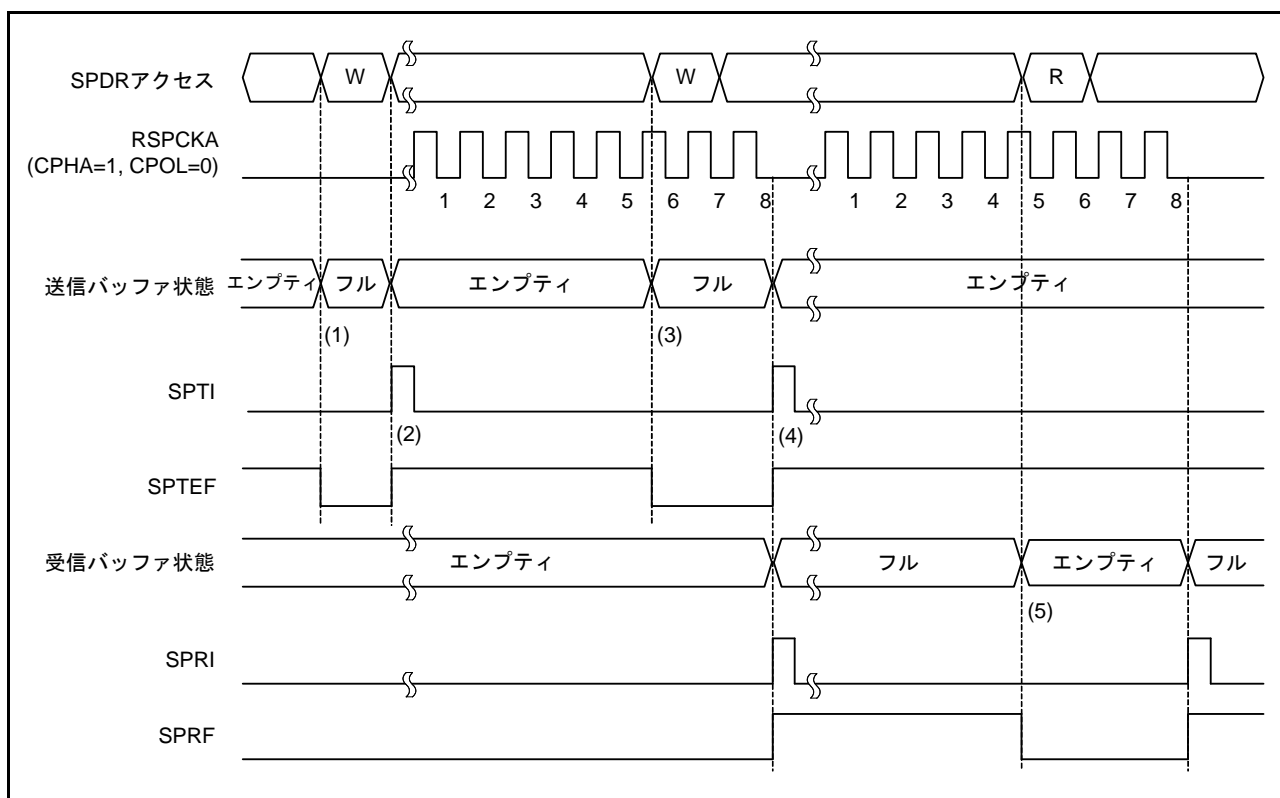 SPDRアクセス W W R
RSPCKA
(CPHA=1, CPOL=0)
1 2 3 4 5 6 7 8 1 2 3 4 5 6 7 8
送信バッファ状態 エンプティ フル エンプティ フル エンプティ
(1) (3)
SPTI
(2) (4)
SPTEF
受信バッファ状態 エンプティ フル エンプティ フル
(5)
SPRI
SPRF